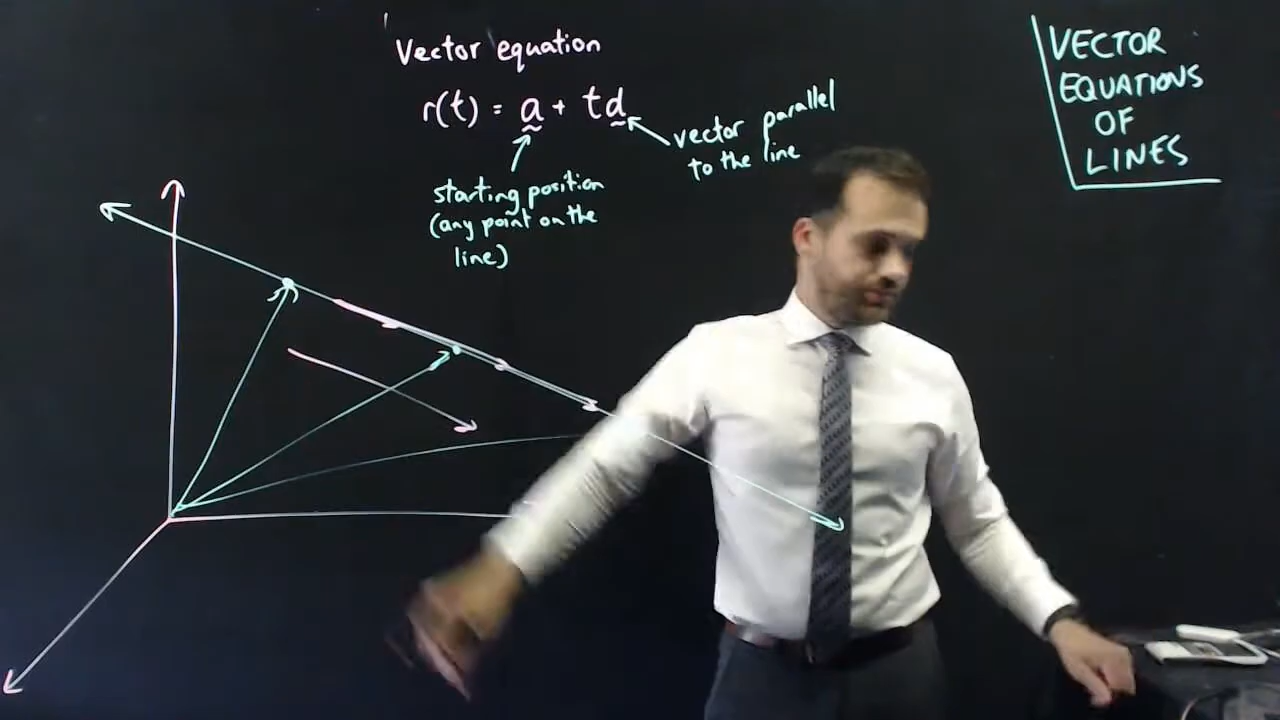 Vector equation
r(t) = a + td
vector parallel
to the line
starting position
(any point on the
line)
VECTOR
EQUATIONS
OF
LINES